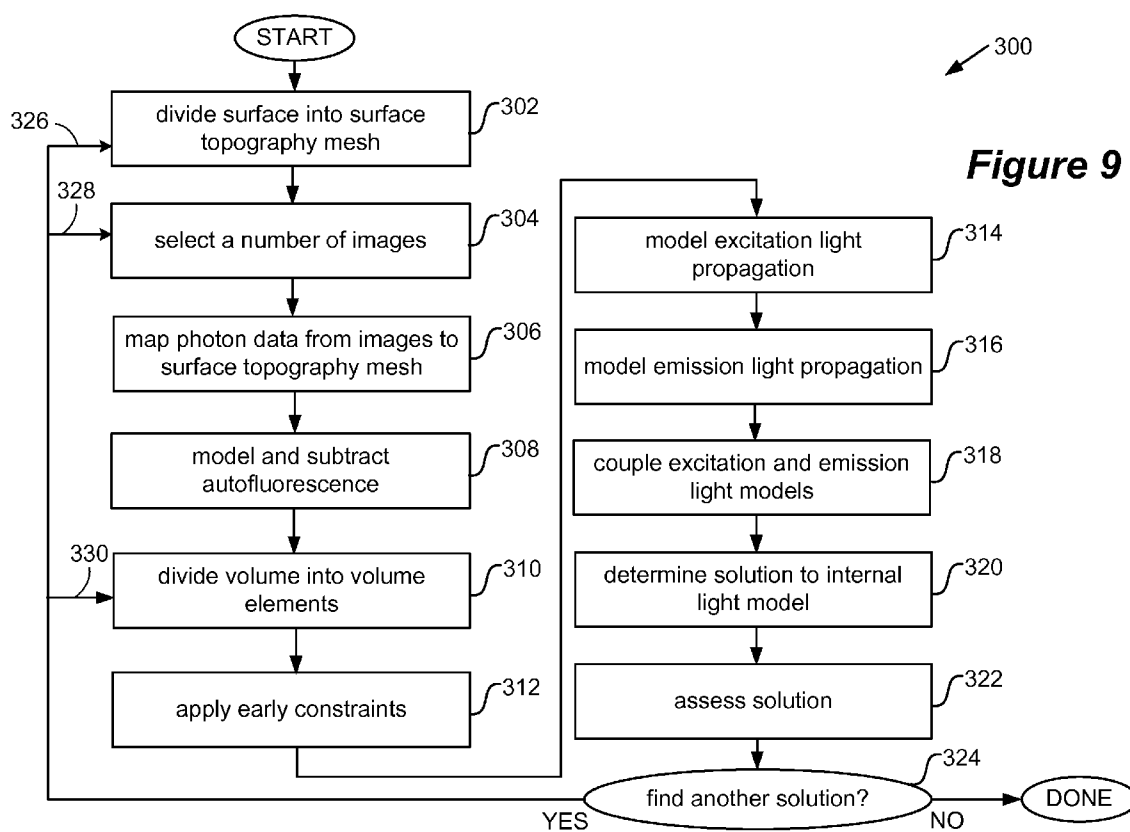 START
300
Figure 9
326
divide surface into surface
topography mesh
302
328
select a number of images
304
map photon data from images to
surface topography mesh
306
model and subtract
autofluorescence
308
330
divide volume into volume
elements
310
apply early constraints
312
model excitation light
propagation
314
model emission light propagation
316
couple excitation and emission
light models
318
determine solution to internal
light model
320
assess solution
322
find another solution?
324
YES
NO
DONE